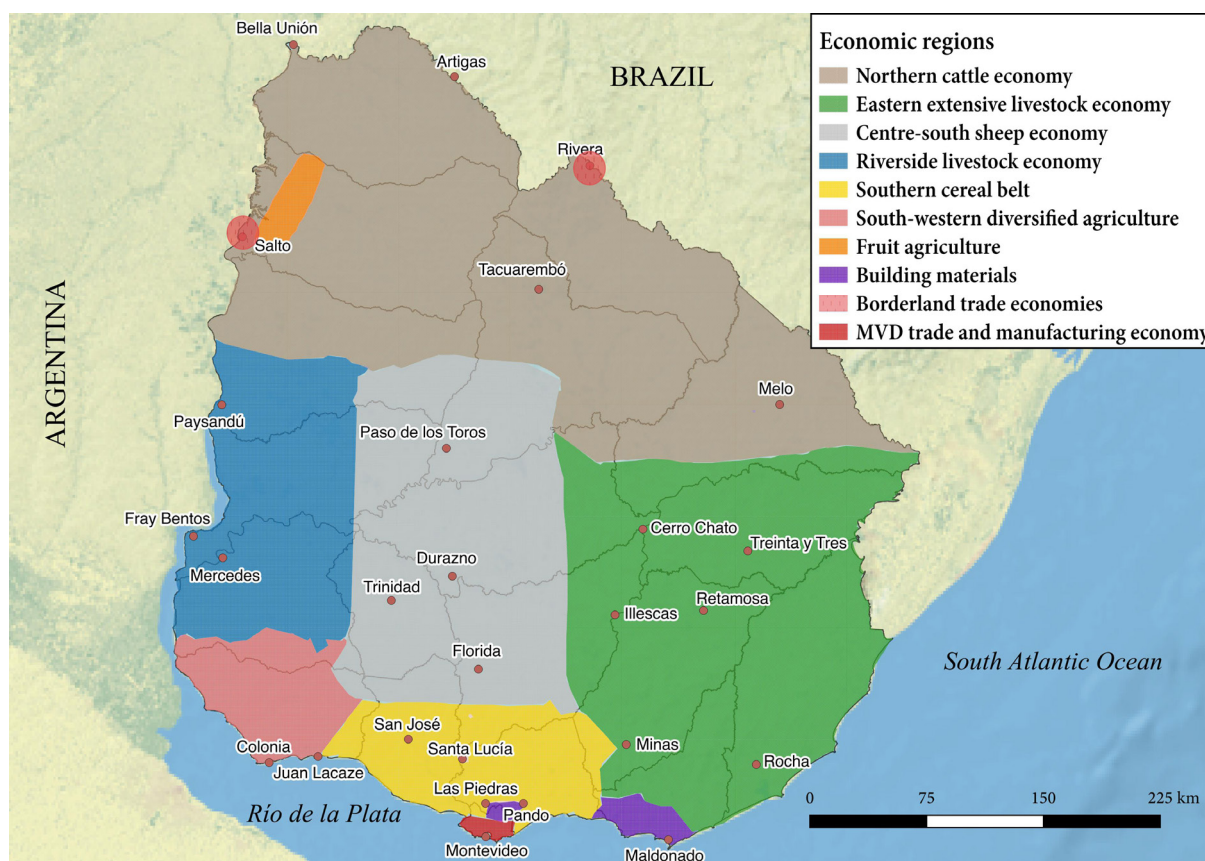 Bella Unión
Artigas
BRAZIL
Rivera
Salto
Tacuarembó
ARGENTINA
Melo
Paysandú
Paso de los Toros
Fray Bentos
Cerro Chato
Treinta y Tres
Mercedes
Durazno
Trinidad
Illescas
Retamosa
Florida
South Atlantic Ocean
San José
Colonia
Santa Lucía
Minas
Juan Lacaze
Rocha
Las Piedras
Río de la Plata
Pando
Montevideo
Maldonado
Economic regions
Northern cattle economy
Eastern extensive livestock economy
Centre-south sheep economy
Riverside livestock economy
Southern cereal belt
South-western diversified agriculture
Fruit agriculture
Building materials
Borderland trade economies
MVD trade and manufacturing economy
0 75 150 225 km